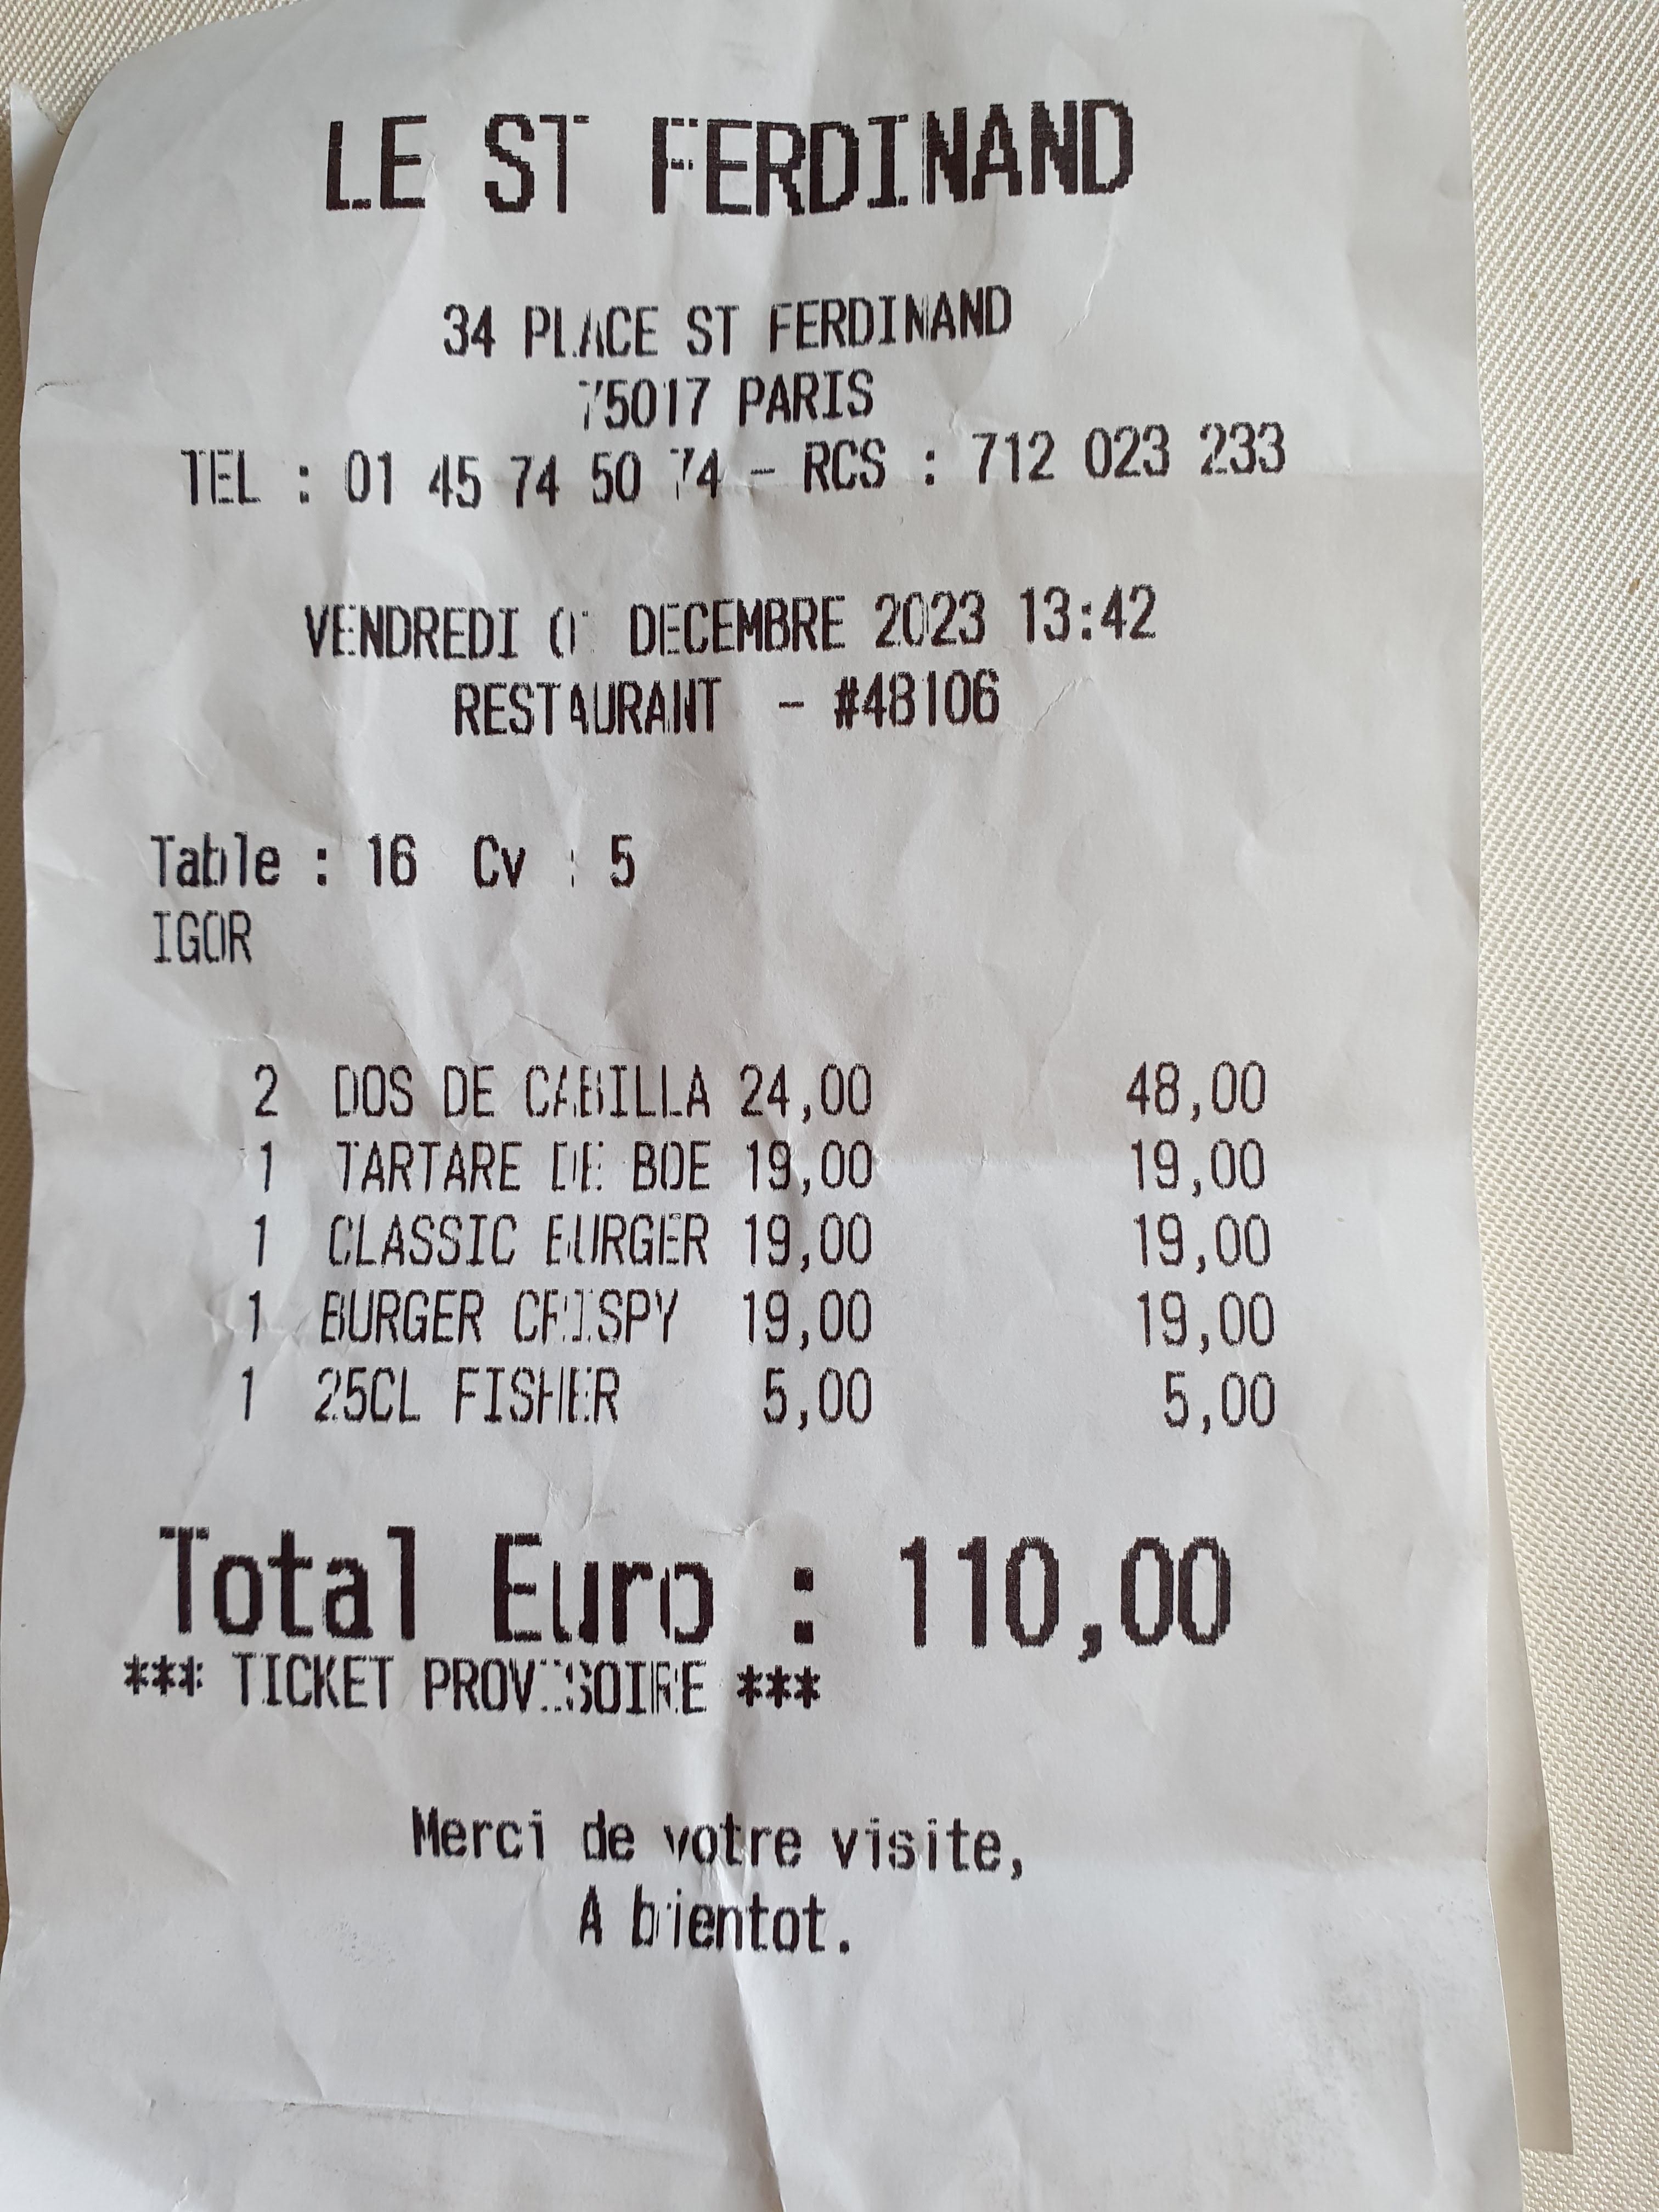 LE ST FERDINAND
34 PLACE ST FERDINAND
75017 PARIS
TEL : 01 45 74 50 74 - RCS : 712 023 233
VENDREDI DECEMBRE 2023 13:42
RESTAURANT - #48106
Table : 16 Cv : 5
IGOR
2 DOS DE CABILLA 24,00 48,00
1 TARTARE DE BOE 19,00 19,00
1 CLASSIC BURGER 19,00 19,00
1 BURGER CRISPY 19,00 19,00
1 25CL FISHER 5,00 5,00
Total Euro : 110,00
*** TICKET PROVISOIRE ***
Merci de votre visite,
A bientot.